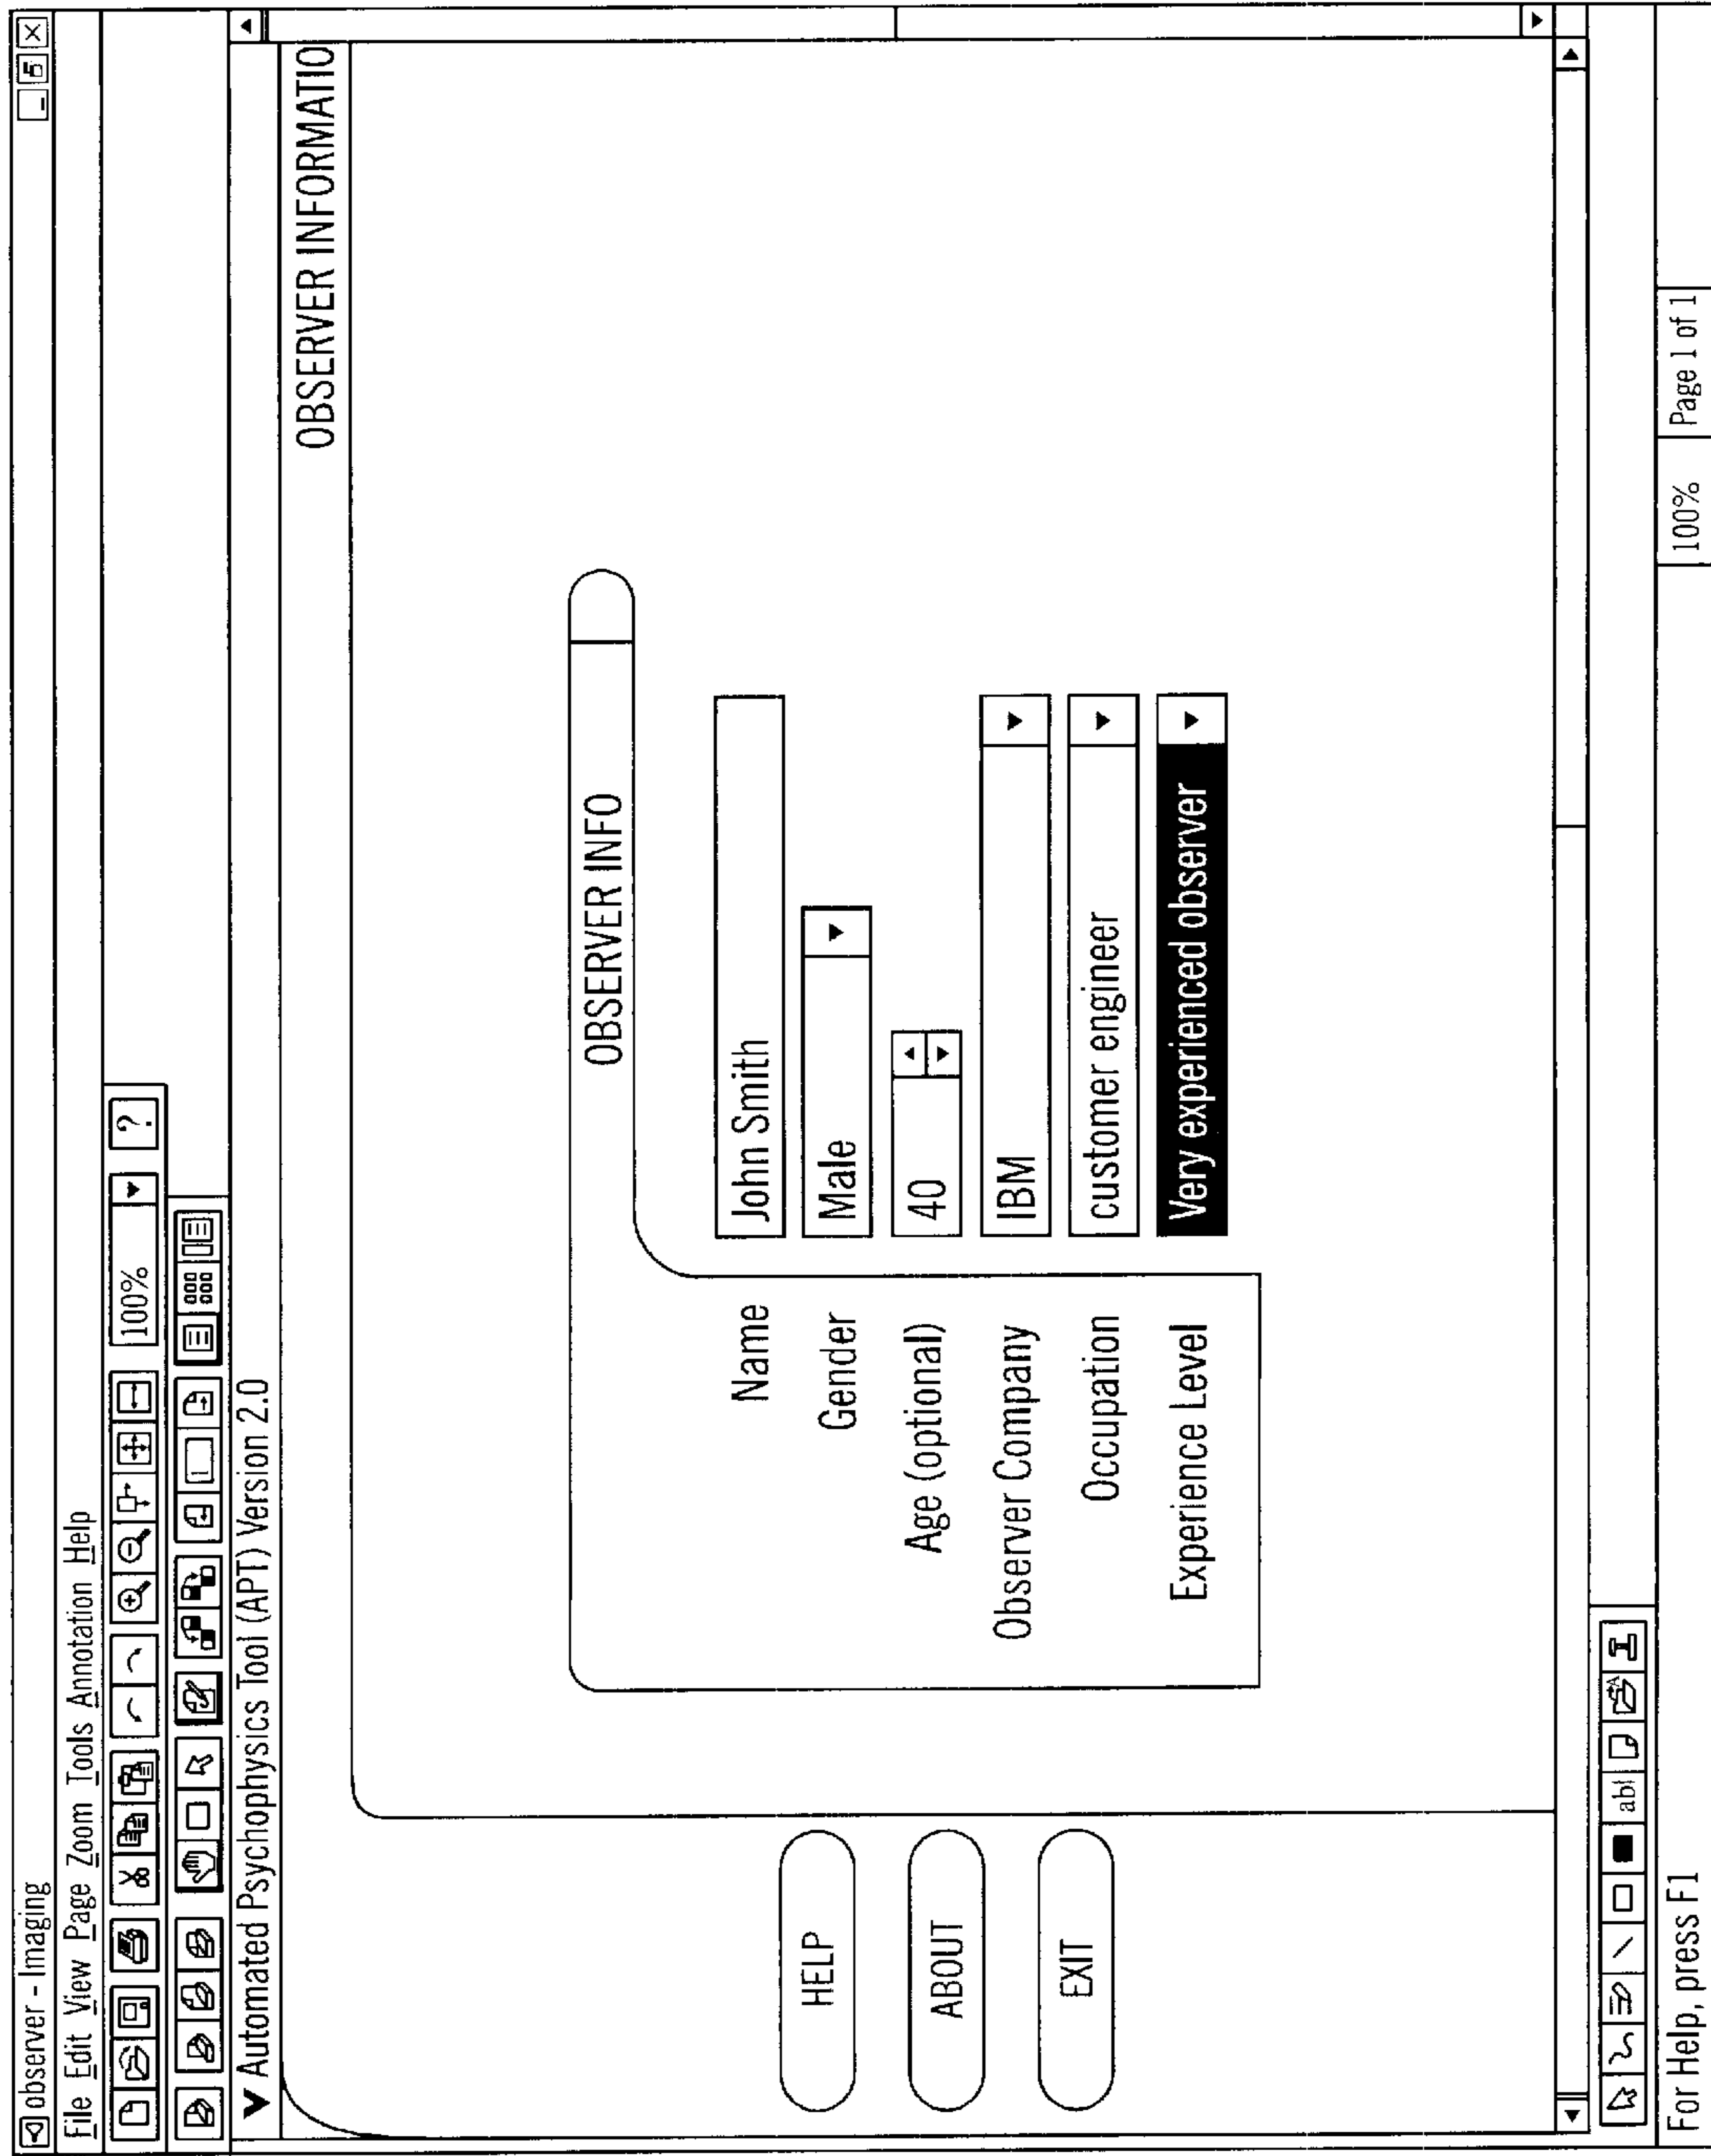 observer - Imaging
File Edit View Page Zoom Tools Annotation Help
100% ?
1
Automated Psychophysics Tool (APT) Version 2.0
OBSERVER INFORMATIO
OBSERVER INFO
Name John Smith
HELP
Gender Male
Age (optional) 40
ABOUT
Observer Company IBM
EXIT
Occupation customer engineer
Experience Level Very experienced observer
abl
For Help, press F1 100% Page 1 of 1